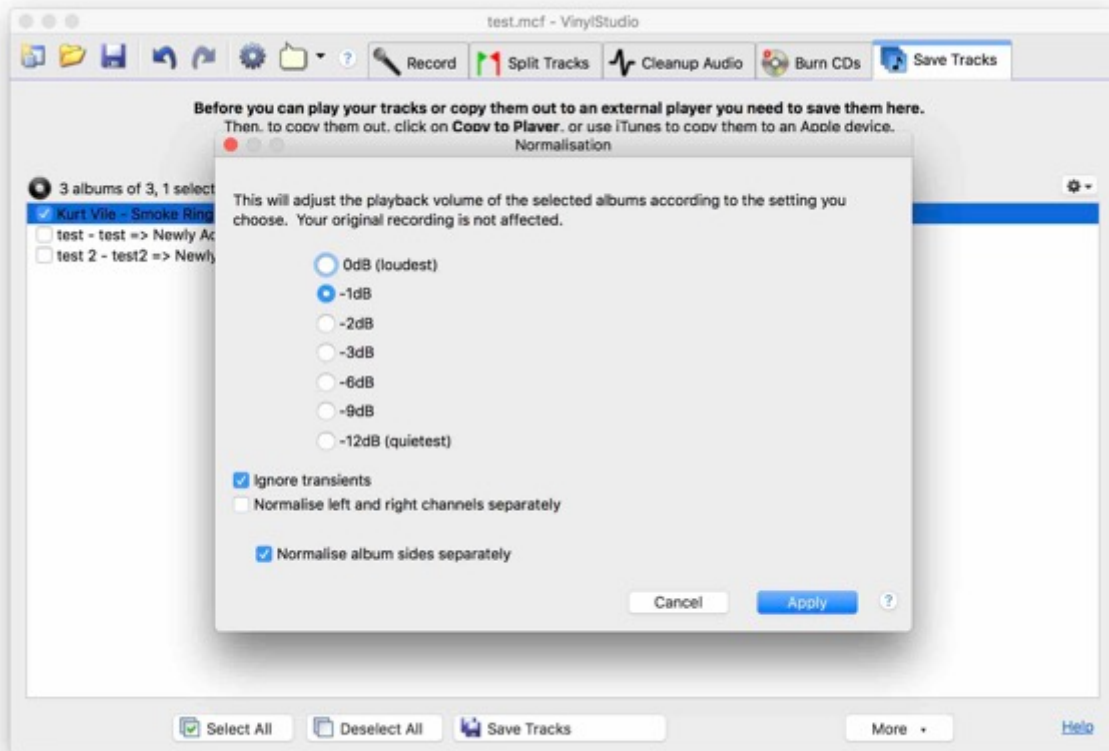 test.mcf - VinylStudio
? Record Split Tracks Cleanup Audio Burn CDs Save Tracks
Before you can play your tracks or copy them out to an external player you need to save them here.
Then, to copy them out, click on Copy to Player, or use iTunes to copy them to an Apple device.
Normalisation
3 albums of 3, 1 select
This will adjust the playback volume of the selected albums according to the setting you
Kurt Vile - Smoke Ring
choose. Your original recording is not affected.
test - test => Newly Ac
test 2 - test2 => Newly
0dB (loudest)
-1dB
-2dB
-3dB
-6dB
-9dB
-12dB (quietest)
Ignore transients
Normalise left and right channels separately
Normalise album sides separately
Cancel Apply ?
Select All Deselect All Save Tracks More Help